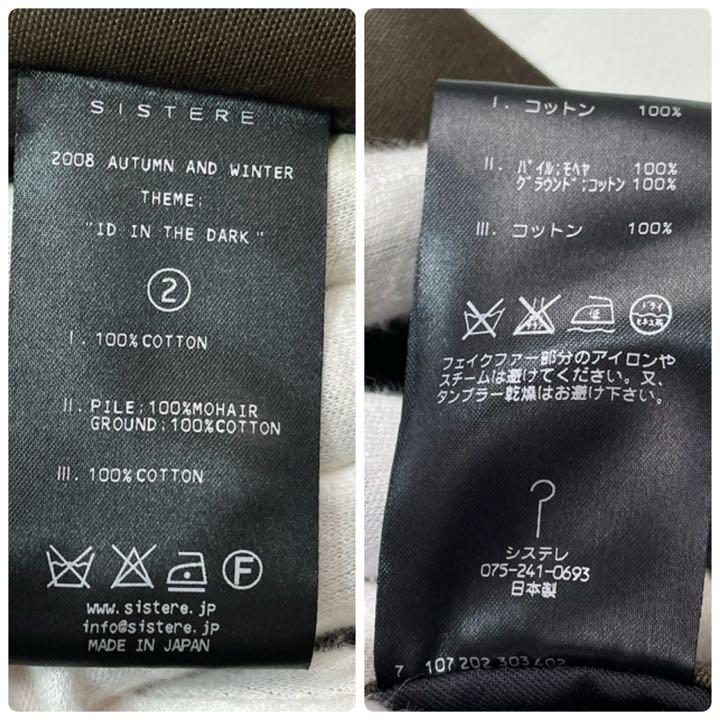 SISTERE
2008 AUTUMN AND WINTER
THEME;
"ID IN THE DARK"
2
I. 100%COTTON
II. PILE;100%MOHAIR
GROUND;100%COTTON
III. 100%COTTON
F
www.sistere.jp
info@sistere.jp
MADE IN JAPAN
I. コットン 100%
II. パイル;モヘヤ 100%
グラウンド;コットン 100%
III. コットン 100%
低
ドライ
フェイクファー部分のアイロンや
スチームは避けてください。又、
タンブラー乾燥はお避け下さい。
システレ
075-241-0693
日本製
7 107 202 303 402